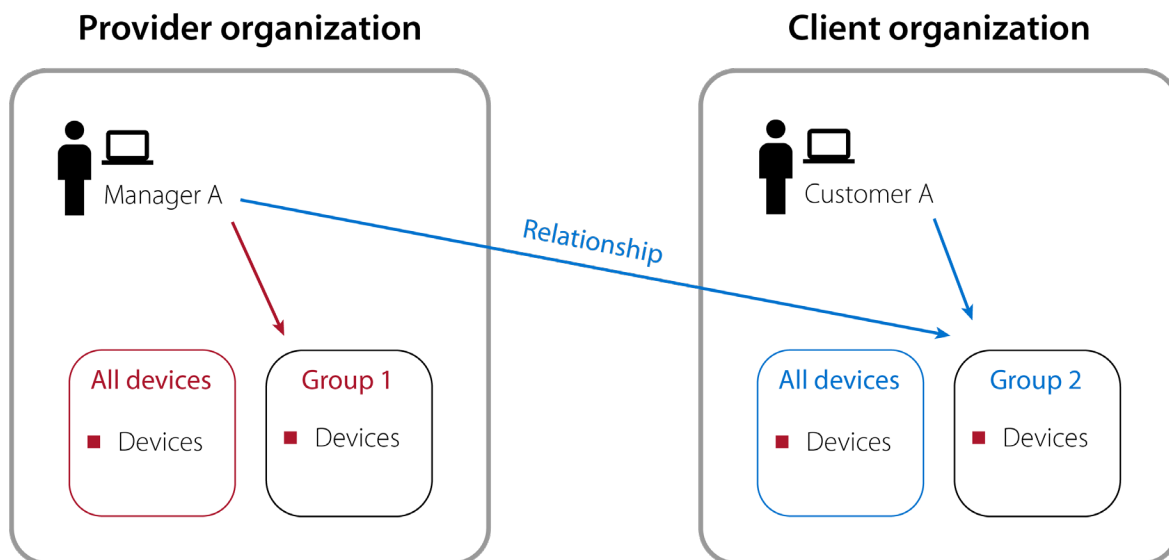 Provider organization
Client organization
Manager A
Customer A
Relationship
All devices
Group 1
All devices
Group 2
Devices
Devices
Devices
Devices